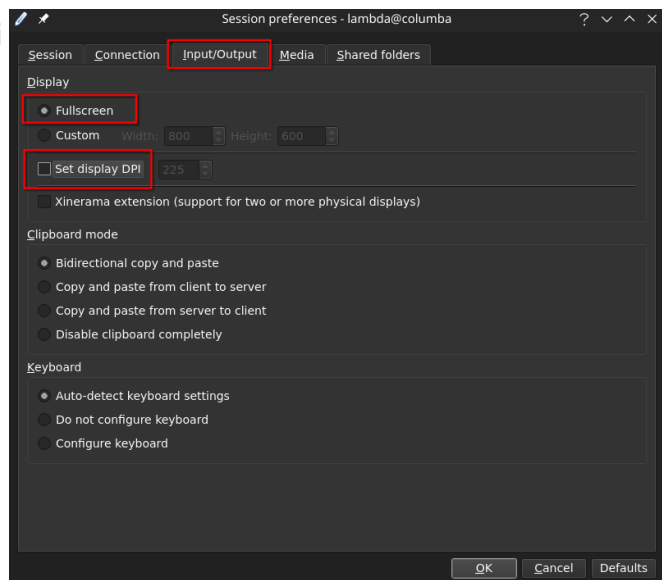 Session preferences - lambda@columba
Session Connection Input/Output Media Shared folders
Display
Fullscreen
Custom Width: 800 Height: 600
Set display DPI 225
Xinerama extension (support for two or more physical displays)
Clipboard mode
Bidirectional copy and paste
Copy and paste from client to server
Copy and paste from server to client
Disable clipboard completely
Keyboard
Auto-detect keyboard settings
Do not configure keyboard
Configure keyboard
OK Cancel Defaults